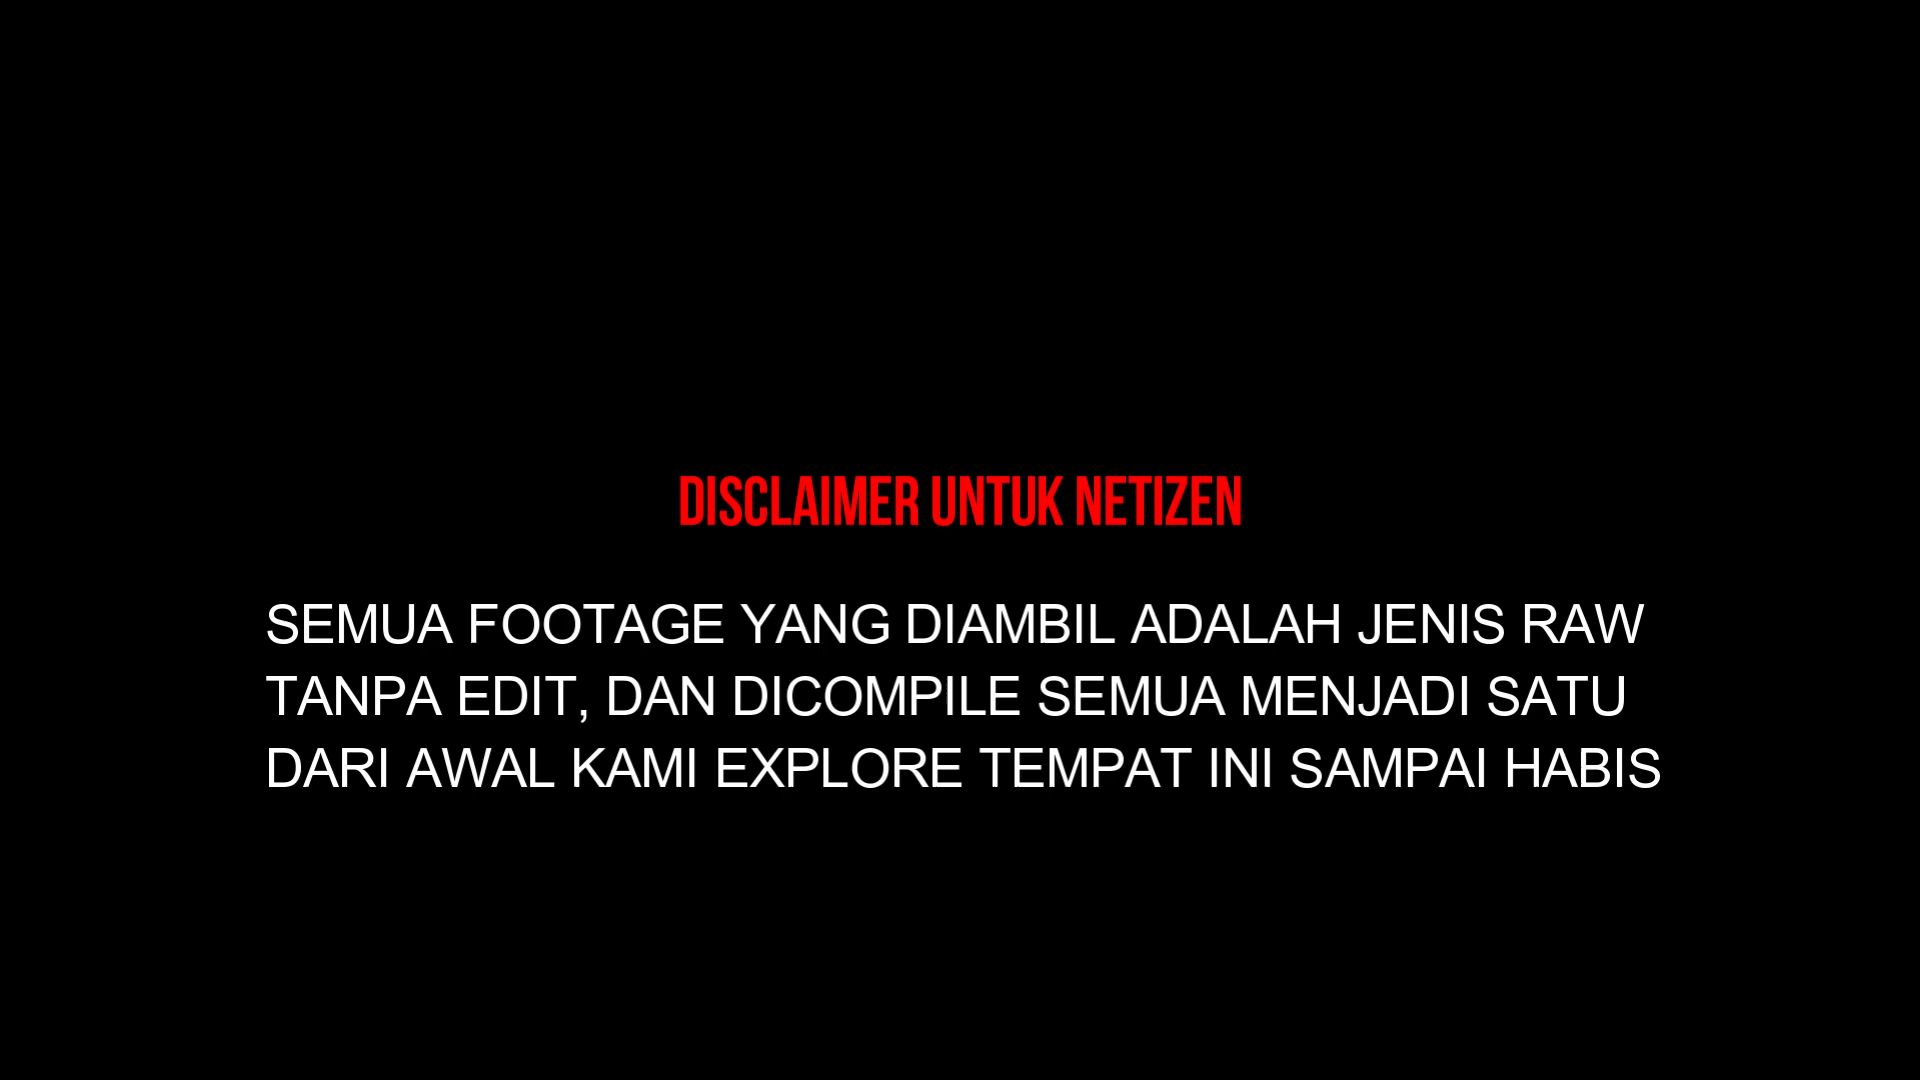 DISCLAIMER UNTUK NETIZEN
SEMUA FOOTAGE YANG DIAMBIL ADALAH JENIS RAW
TANPA EDIT, DAN DICOMPILE SEMUA MENJADI SATU
DARI AWAL KAMI EXPLORE TEMPAT INI SAMPAI HABIS